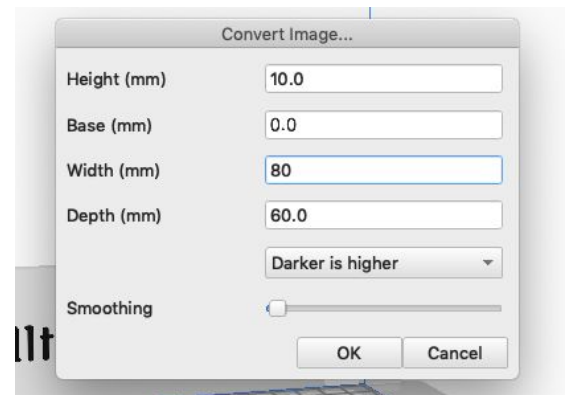 Convert Image...
Height (mm) 10.0
Base (mm) 0.0
Width (mm) 80
Depth (mm) 60.0
Darker is higher
Smoothing
OK Cancel